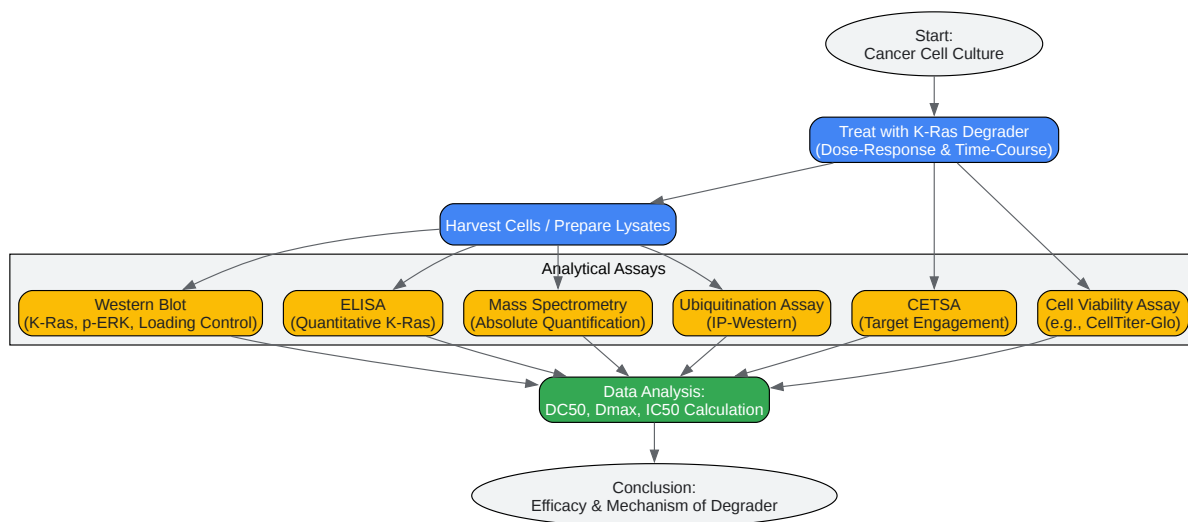 Start:
Cancer Cell Culture
Treat with K-Ras Degrader
(Dose-Response & Time-Course)
Harvest Cells / Prepare Lysates
Analytical Assays
Western Blot
(K-Ras, p-ERK, Loading Control)
ELISA
(Quantitative K-Ras)
Mass Spectrometry
(Absolute Quantification)
Ubiquitination Assay
(IP-Western)
CETSA
(Target Engagement)
Cell Viability Assay
(e.g., CellTiter-Glo)
Data Analysis:
DC50, Dmax, IC50 Calculation
Conclusion:
Efficacy & Mechanism of Degrader